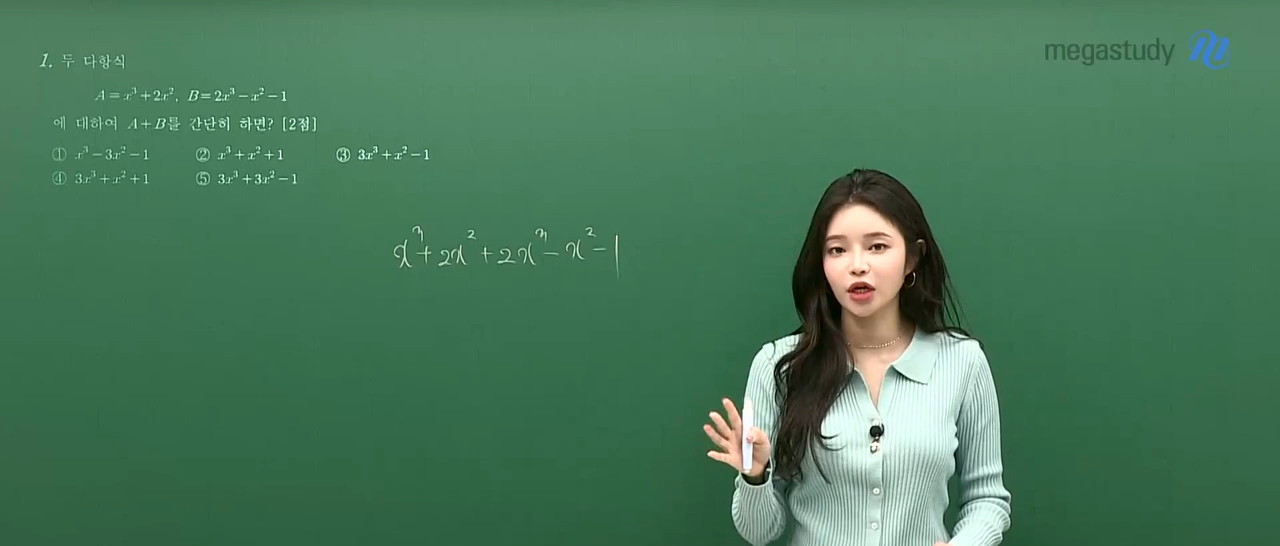 megastudy M
1. 두 다항식
A=x³+2x², B=2x³-x²-1
에 대하여 A+B를 간단히 하면? [2점]
① x³-3x²-1 ② x³+x²+1 ③ 3x³+x²-1
④ 3x³+x²+1 ⑤ 3x³+3x²-1
x³+2x²+2x³-x²-1